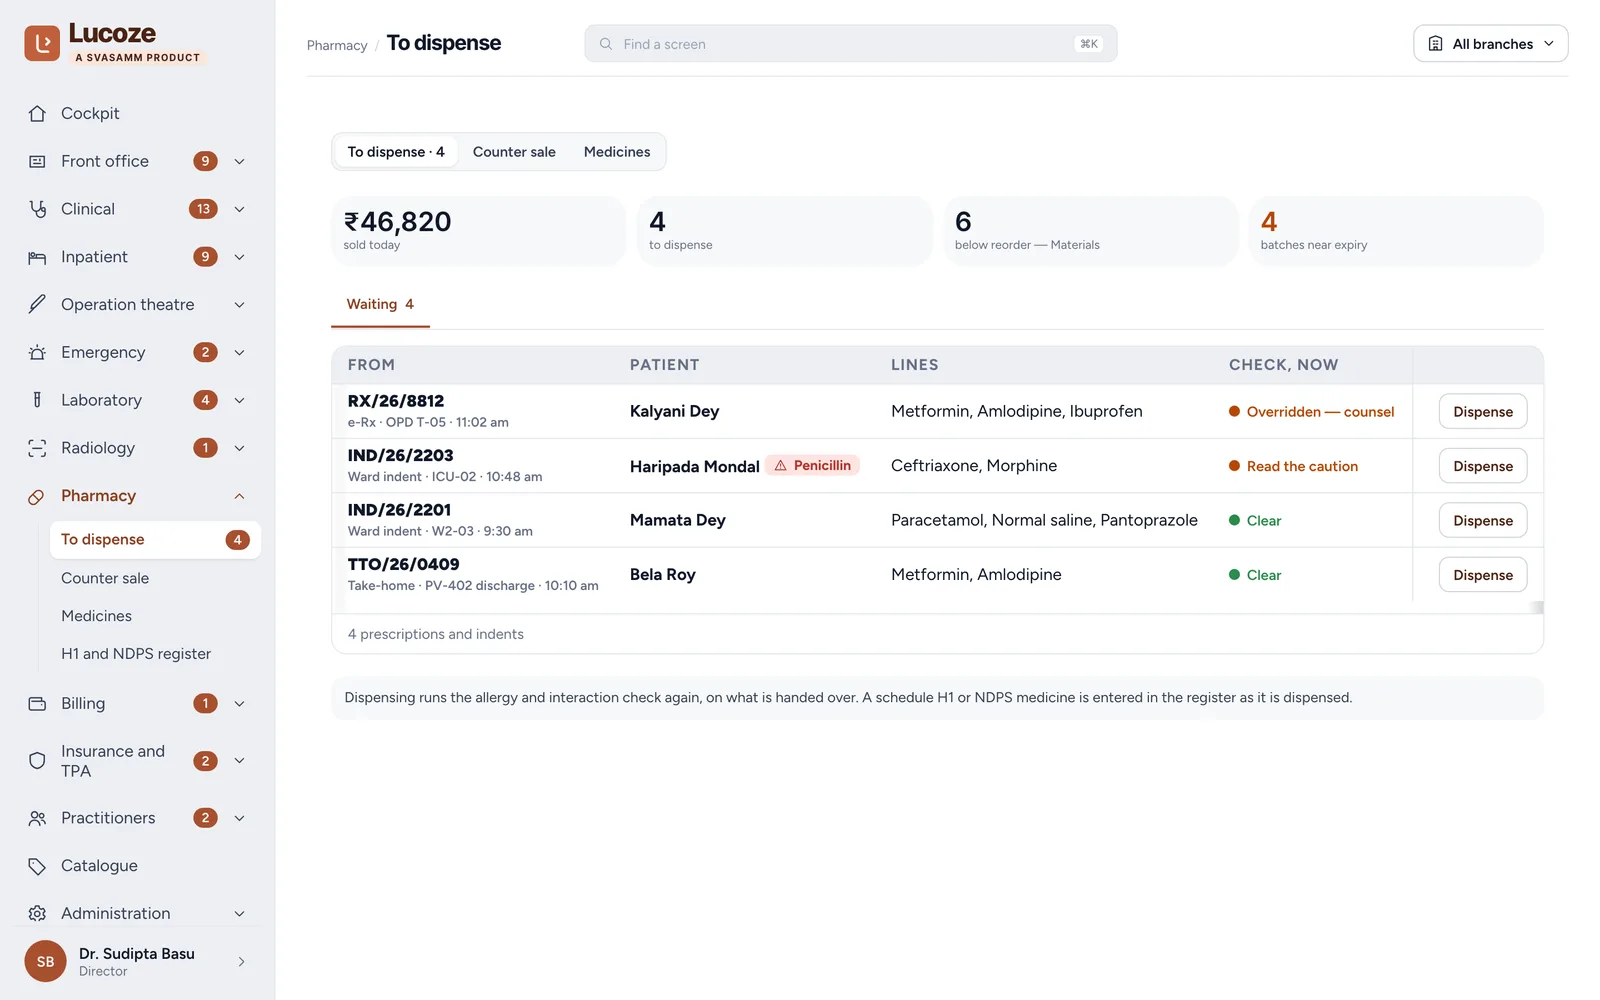 Lucoze
A SVASAMM PRODUCT
Cockpit
Front office 9
Clinical 13
Inpatient 9
Operation theatre
Emergency 2
Laboratory 4
Radiology 1
Pharmacy
To dispense 4
Counter sale
Medicines
H1 and NDPS register
Billing 1
Insurance and
TPA 2
Practitioners 2
Catalogue
Administration
SB Dr. Sudipta Basu
Director
Pharmacy / To dispense
Find a screen ⌘K
All branches
To dispense · 4 Counter sale Medicines
₹46,820
sold today
4
to dispense
6
below reorder — Materials
4
batches near expiry
Waiting 4
FROM PATIENT LINES CHECK, NOW
RX/26/8812
e-Rx · OPD T-05 · 11:02 am
Kalyani Dey Metformin, Amlodipine, Ibuprofen Overridden — counsel Dispense
IND/26/2203
Ward indent · ICU-02 · 10:48 am
Haripada Mondal Penicillin Ceftriaxone, Morphine Read the caution Dispense
IND/26/2201
Ward indent · W2-03 · 9:30 am
Mamata Dey Paracetamol, Normal saline, Pantoprazole Clear Dispense
TTO/26/0409
Take-home · PV-402 discharge · 10:10 am
Bela Roy Metformin, Amlodipine Clear Dispense
4 prescriptions and indents
Dispensing runs the allergy and interaction check again, on what is handed over. A schedule H1 or NDPS medicine is entered in the register as it is dispensed.